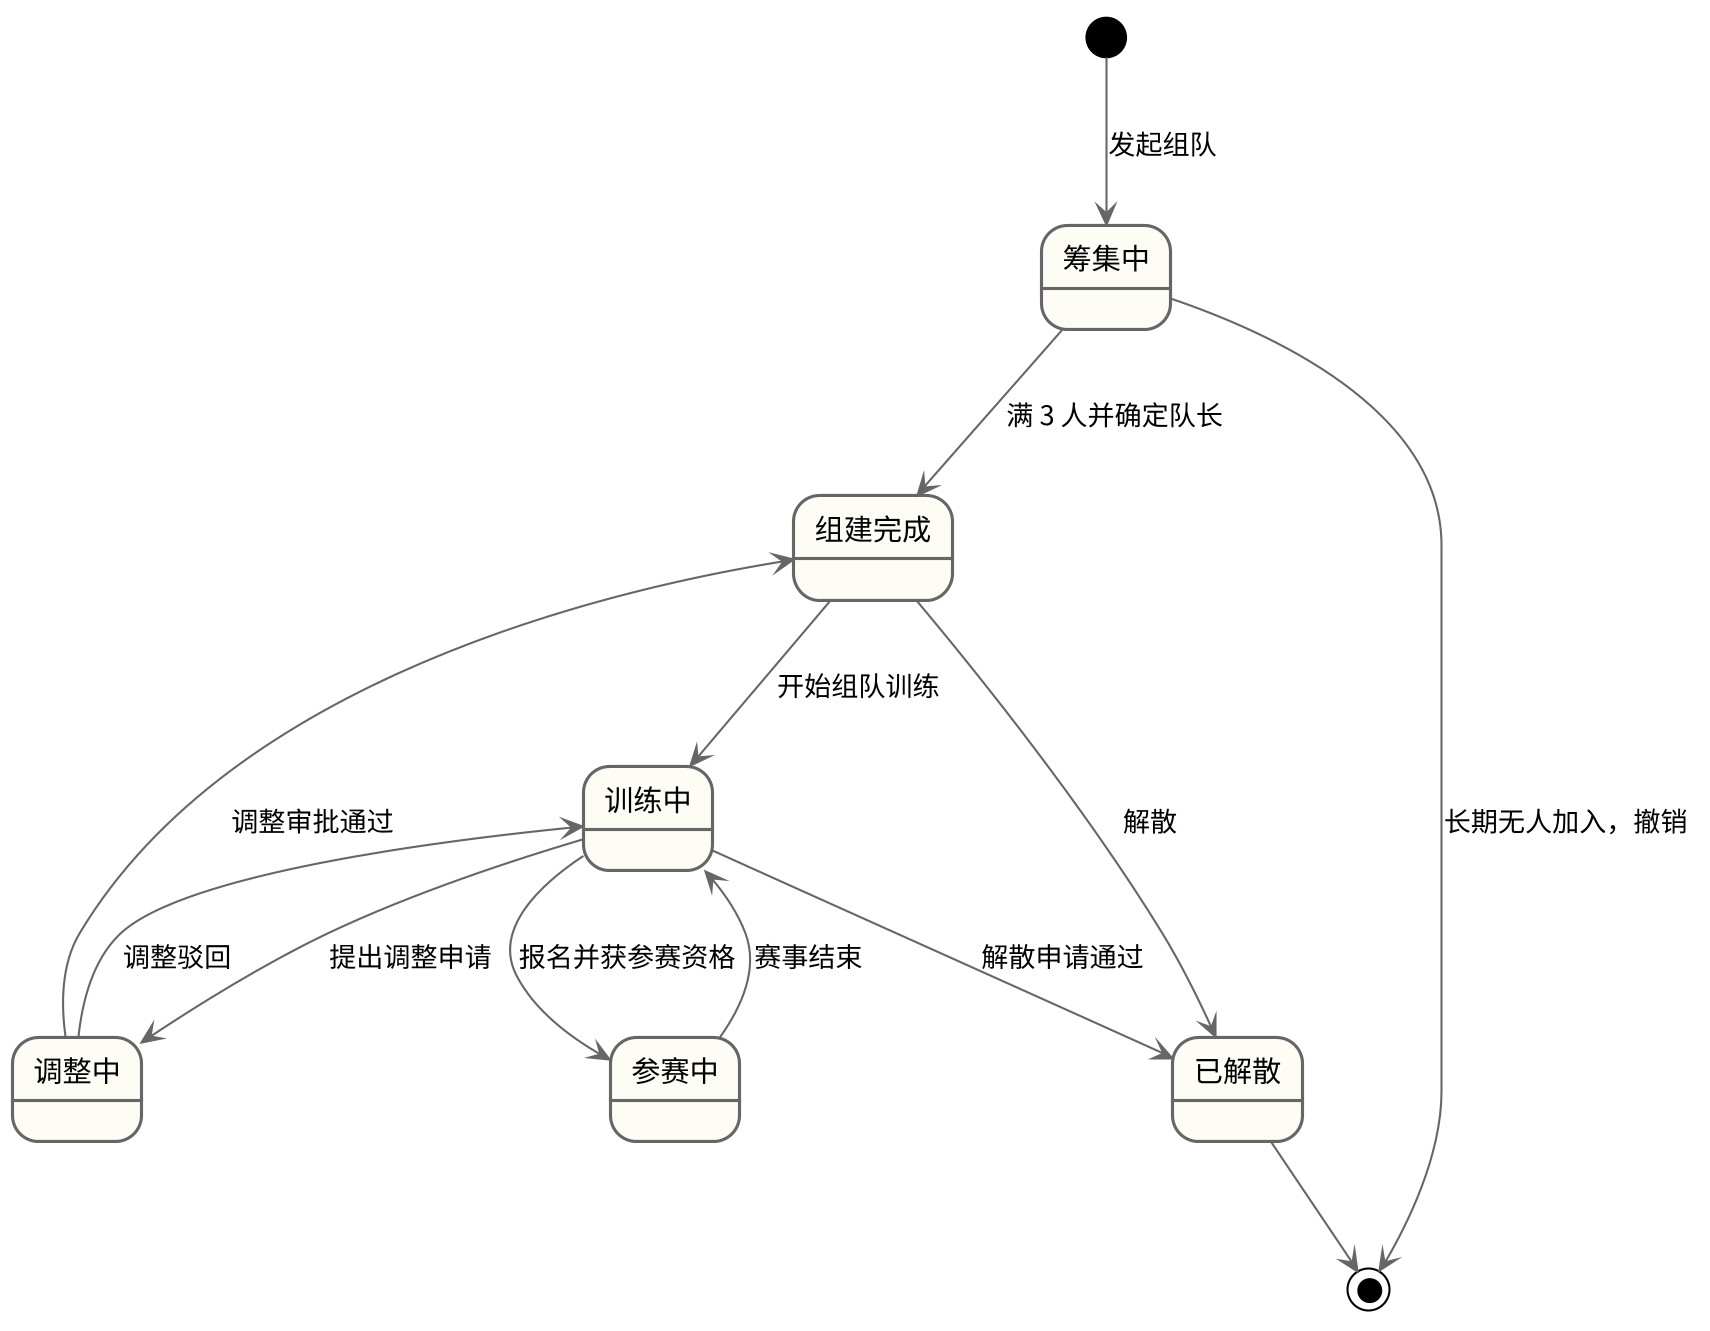 发起组队
筹集中
满 3 人并确定队长
组建完成
开始组队训练
训练中
调整审批通过
解散
长期无人加入，撤销
调整驳回
提出调整申请
报名并获参赛资格
赛事结束
解散申请通过
调整中
参赛中
已解散